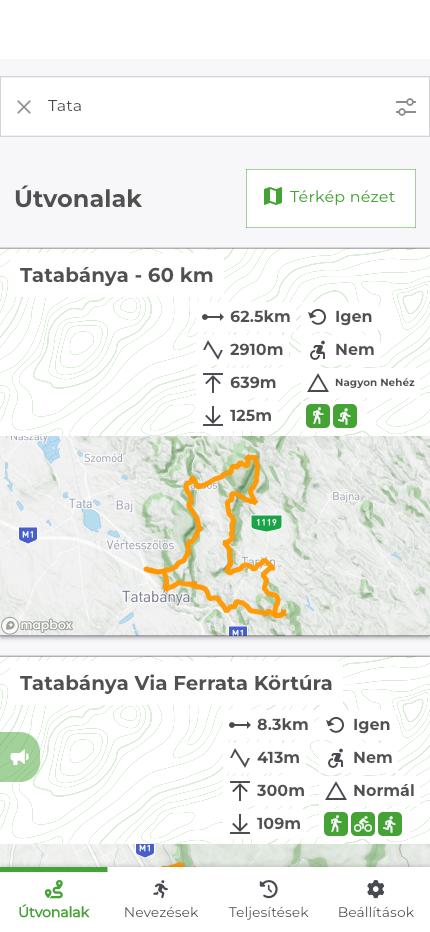 Tata
Útvonalak
Térkép nézet
Tatabánya - 60 km
62.5km
Igen
2910m
Nem
639m
Nagyon Nehéz
125m
Naszály
Szomód
Tata
Baj
Bajna
M1
1119
Vértesszőlős
Tatabánya
M1
mapbox
Tatabánya Via Ferrata Körtúra
8.3km
Igen
413m
Nem
300m
Normál
109m
M1
Útvonalak
Nevezések
Teljesítések
Beállítások